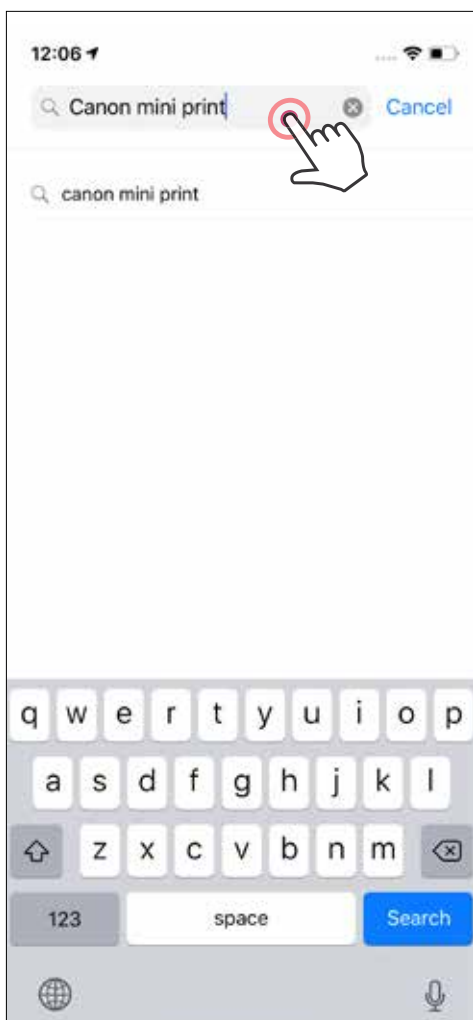 12:06
Canon mini print Cancel
canon mini print
q w e r t y u i o p
a s d f g h j k l
z x c v b n m
123 space Search